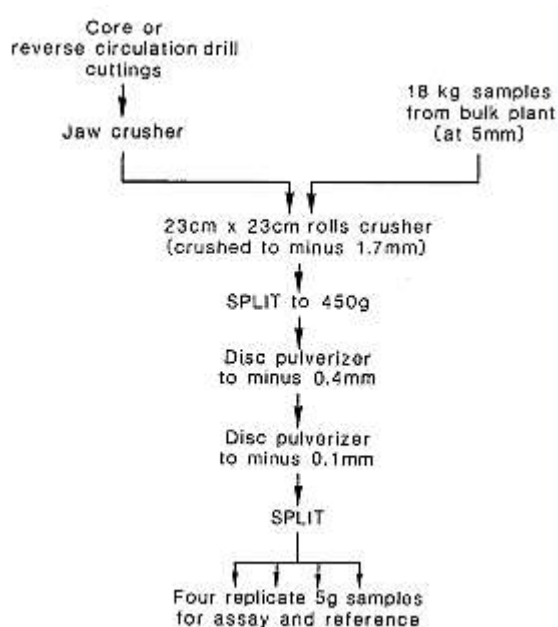 Core or
reverse circulation drill
cuttings
Jaw crusher
18 kg samples
from bulk plant
(at 5mm)
23cm x 23cm rolls crusher
(crushed to minus 1.7mm)
SPLIT to 450g
Disc pulverizer
to minus 0.4mm
Disc pulverizer
to minus 0.1mm
SPLIT
Four replicate 5g samples
for assay and reference